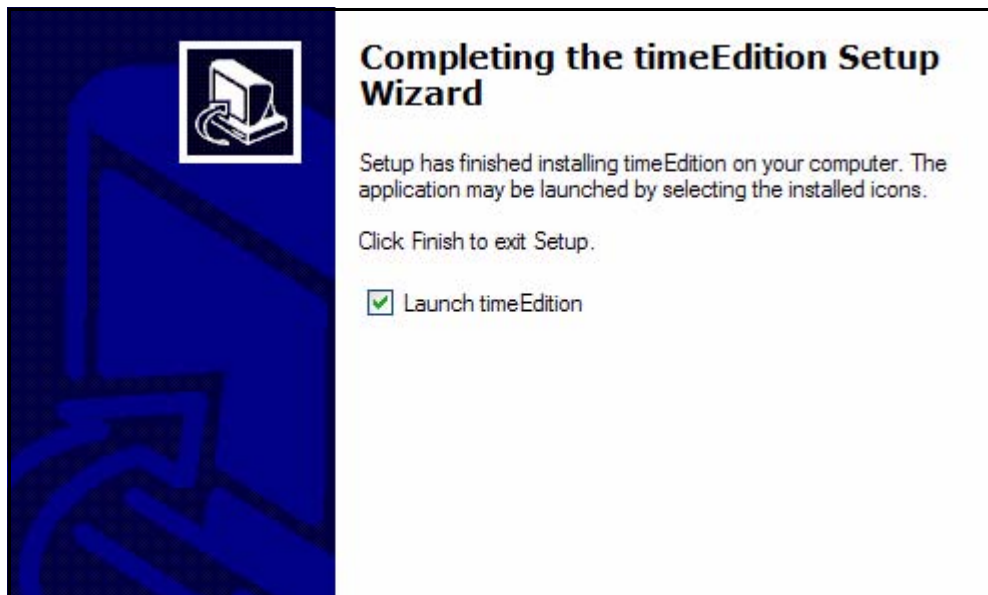 Completing the timeEdition Setup
Wizard
Setup has finished installing timeEdition on your computer. The
application may be launched by selecting the installed icons.
Click Finish to exit Setup.
Launch timeEdition